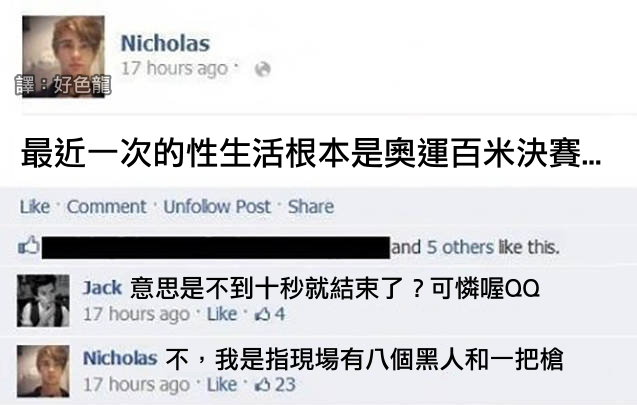 Nicholas
17 hours ago ·
譯：好色龍
最近一次的性生活根本是奧運百米決賽...
Like · Comment · Unfollow Post · Share
and 5 others like this.
Jack 意思是不到十秒就結束了？可憐喔QQ
17 hours ago · Like · 4
Nicholas 不，我是指現場有八個黑人和一把槍
17 hours ago · Like · 23